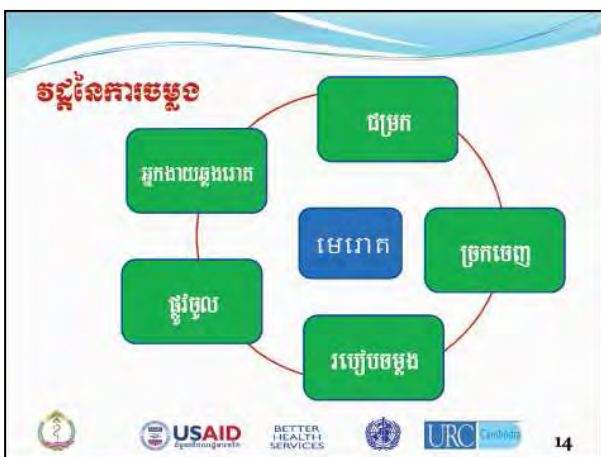 វដ្តនៃការចម្លង
ជម្រក
អ្នកងាយឆ្លងរោគ
មេរោគ
ច្រកចេញ
ផ្លូវចូល
របៀបចម្លង
USAID
BETTER
HEALTH
SERVICES
URC Cambodia
14